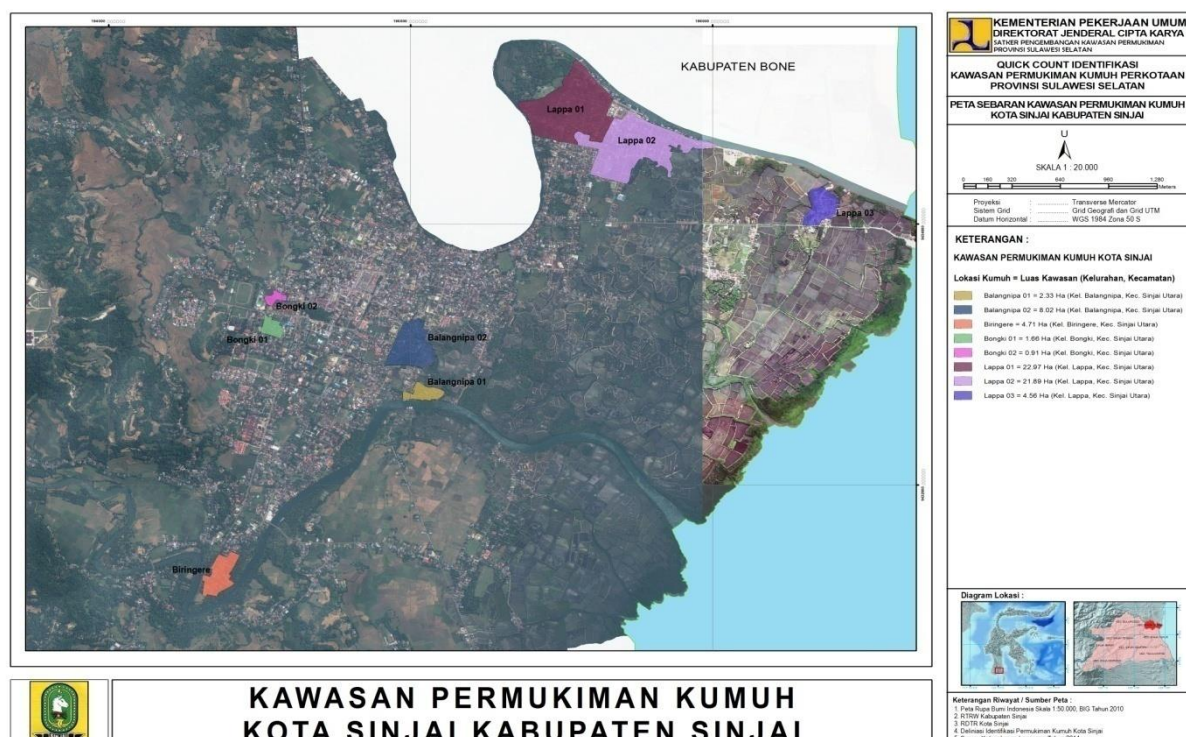 KABUPATEN BONE
Lappa 01
Lappa 02
Lappa 03
Bongki 02
Bongki 01
Balangnipa 02
Balangnipa 01
Biringere
KAWASAN PERMUKIMAN KUMUH
KOTA SINJAI KABUPATEN SINJAI
KEMENTERIAN PEKERJAAN UMUM
DIREKTORAT JENDERAL CIPTA KARYA
SATKER PENGEMBANGAN KAWASAN PERMUKIMAN
PROVINSI SULAWESI SELATAN
QUICK COUNT IDENTIFIKASI
KAWASAN PERMUKIMAN KUMUH PERKOTAAN
PROVINSI SULAWESI SELATAN
PETA SEBARAN KAWASAN PERMUKIMAN KUMUH
KOTA SINJAI KABUPATEN SINJAI
U
SKALA 1 : 20.000
0 160 320 640 960 1,280
Meters
Proyeksi : Transverse Mercator
Sistem Grid : Grid Geografi dan Grid UTM
Datum Horizontal : WGS 1984 Zona 50 S
KETERANGAN :
KAWASAN PERMUKIMAN KUMUH KOTA SINJAI
Lokasi Kumuh = Luas Kawasan (Kelurahan, Kecamatan)
Balangnipa 01 = 2.33 Ha (Kel. Balangnipa, Kec. Sinjai Utara)
Balangnipa 02 = 8.02 Ha (Kel. Balangnipa, Kec. Sinjai Utara)
Biringere = 4.71 Ha (Kel. Biringere, Kec. Sinjai Utara)
Bongki 01 = 1.66 Ha (Kel. Bongki, Kec. Sinjai Utara)
Bongki 02 = 0.91 Ha (Kel. Bongki, Kec. Sinjai Utara)
Lappa 01 = 22.97 Ha (Kel. Lappa, Kec. Sinjai Utara)
Lappa 02 = 21.89 Ha (Kel. Lappa, Kec. Sinjai Utara)
Lappa 03 = 4.56 Ha (Kel. Lappa, Kec. Sinjai Utara)
Diagram Lokasi :
Keterangan Riwayat / Sumber Peta :
1. Peta Rupa Bumi Indonesia Skala 1:50.000, BIG Tahun 2010
2. RTRW Kabupaten Sinjai
3. RDTR Kota Sinjai
4. Deliniasi Identifikasi Permukiman Kumuh Kota Sinjai